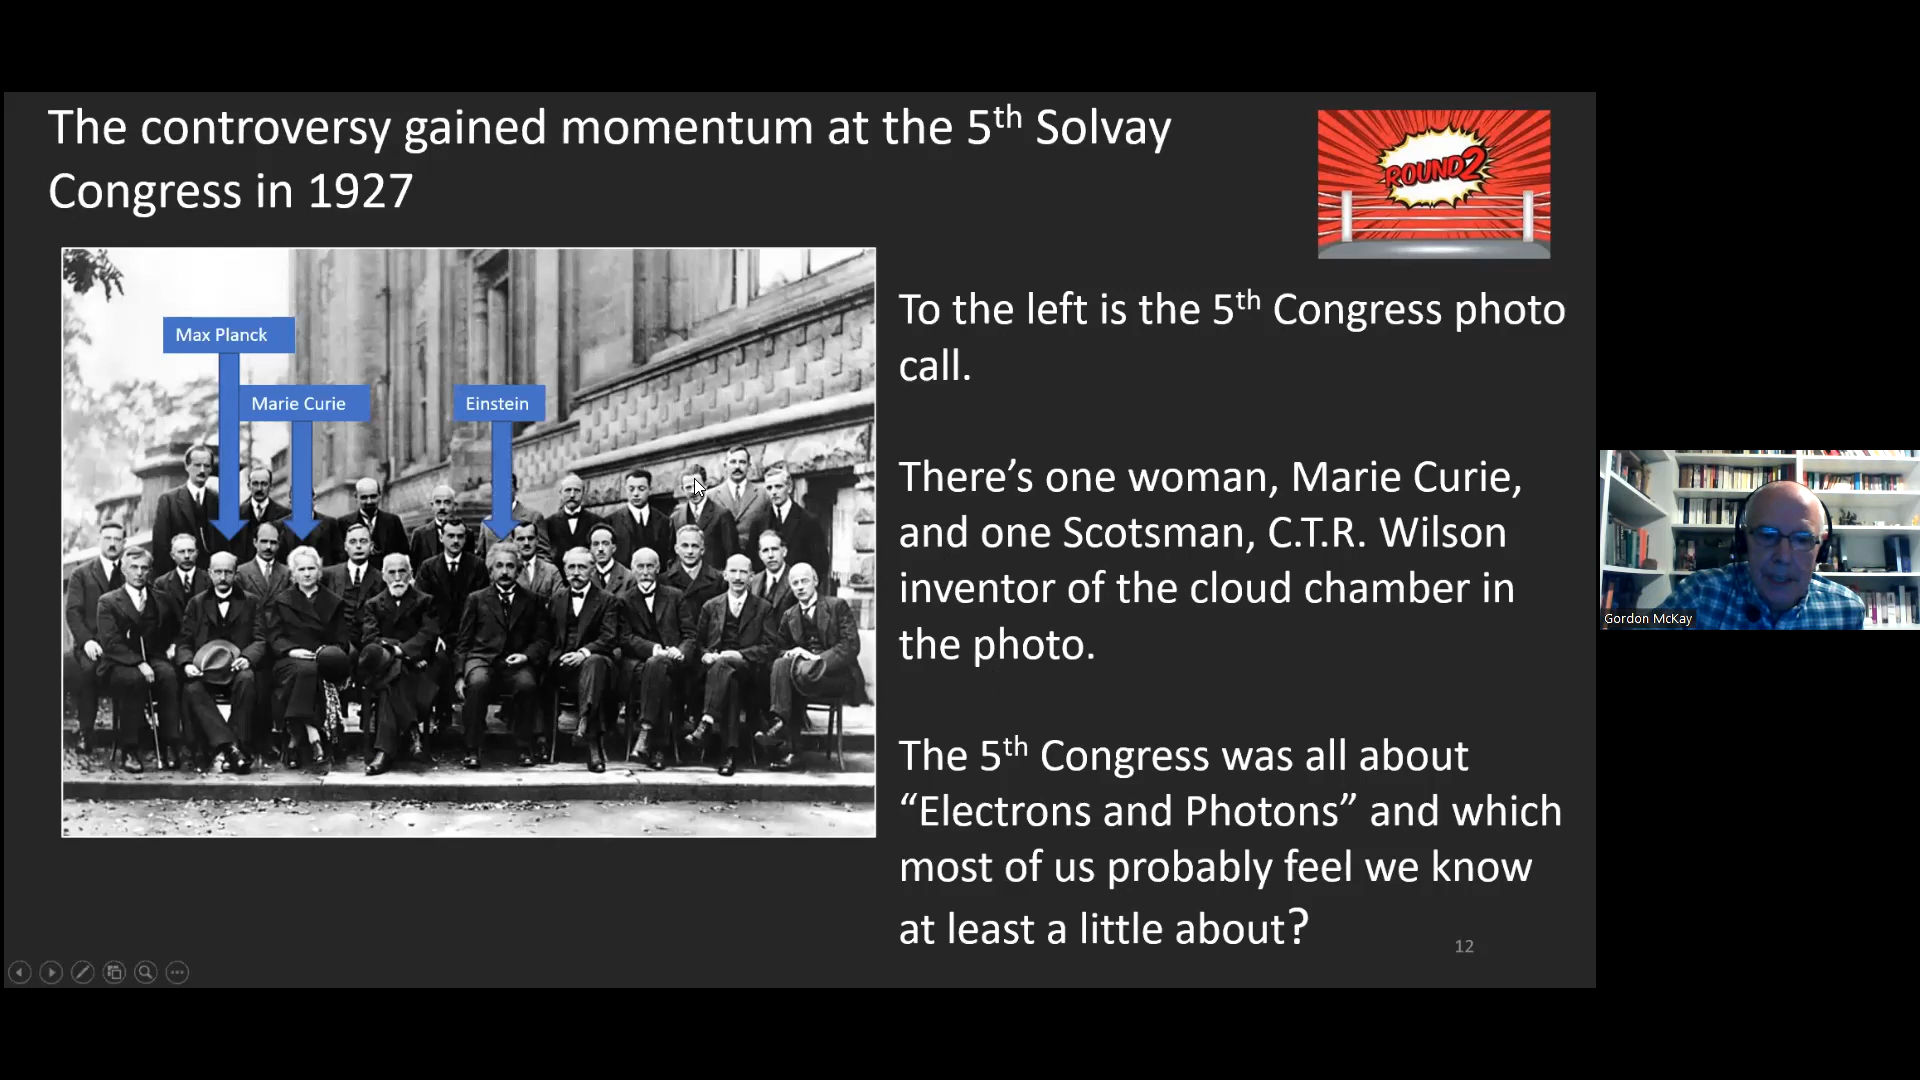 The controversy gained momentum at the 5th Solvay
Congress in 1927
ROUND 2
Max Planck
Marie Curie
Einstein
To the left is the 5th Congress photo
call.
There’s one woman, Marie Curie,
and one Scotsman, C.T.R. Wilson
inventor of the cloud chamber in
the photo.
The 5th Congress was all about
“Electrons and Photons” and which
most of us probably feel we know
at least a little about?
12
Gordon McKay